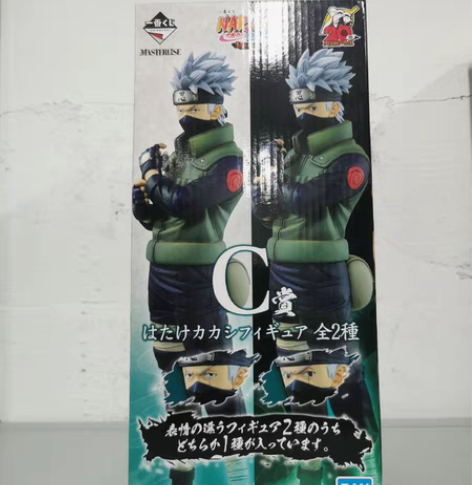 一番くじ
MASTERLISE
NARU
20
C賞
はたけカカシフィギュア 全2種
表情の違うフィギュア2種のうち
どちらか1種が入っています。